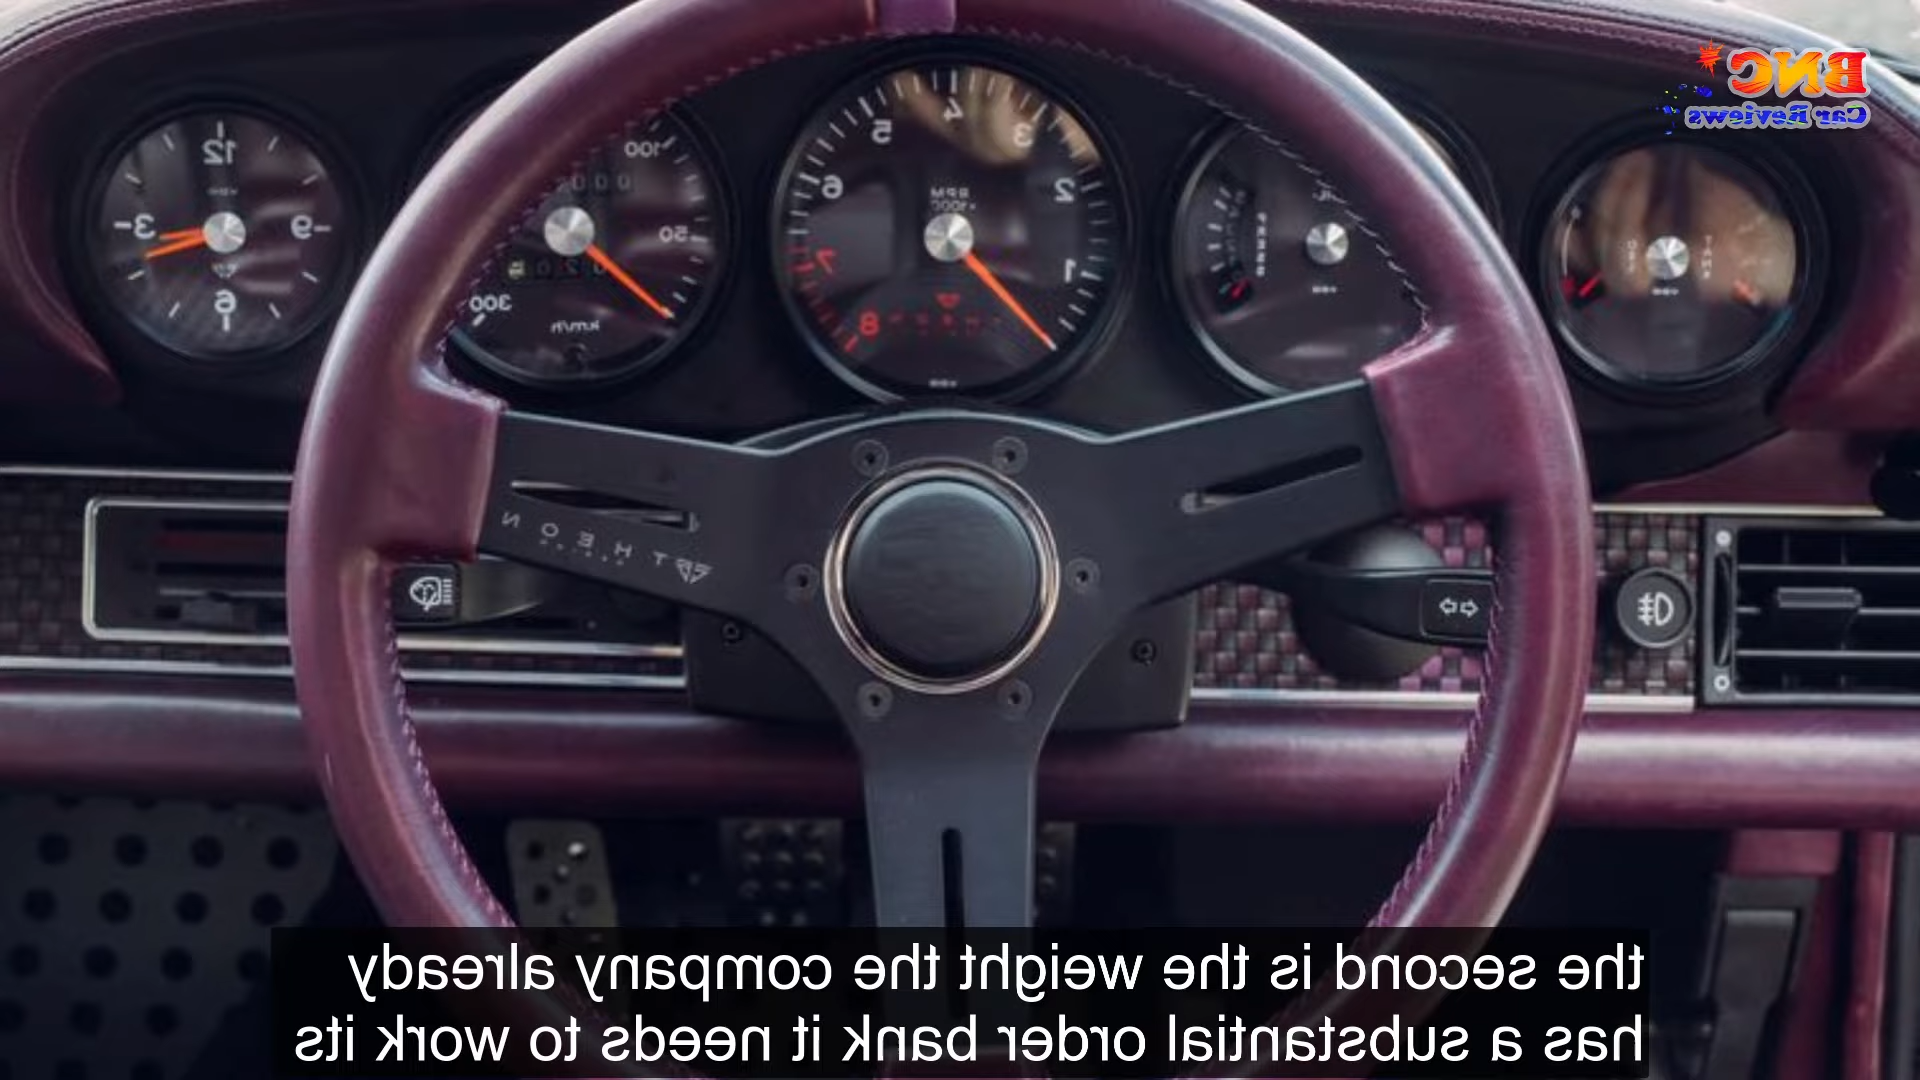 BNC
Car Reviews
12
9
3
6
100
50
300
km/h
4
5
3
6
2
RPM
x1000
7
1
8
THEON
the second is the weight the company already
has a substantial order bank it needs to work its